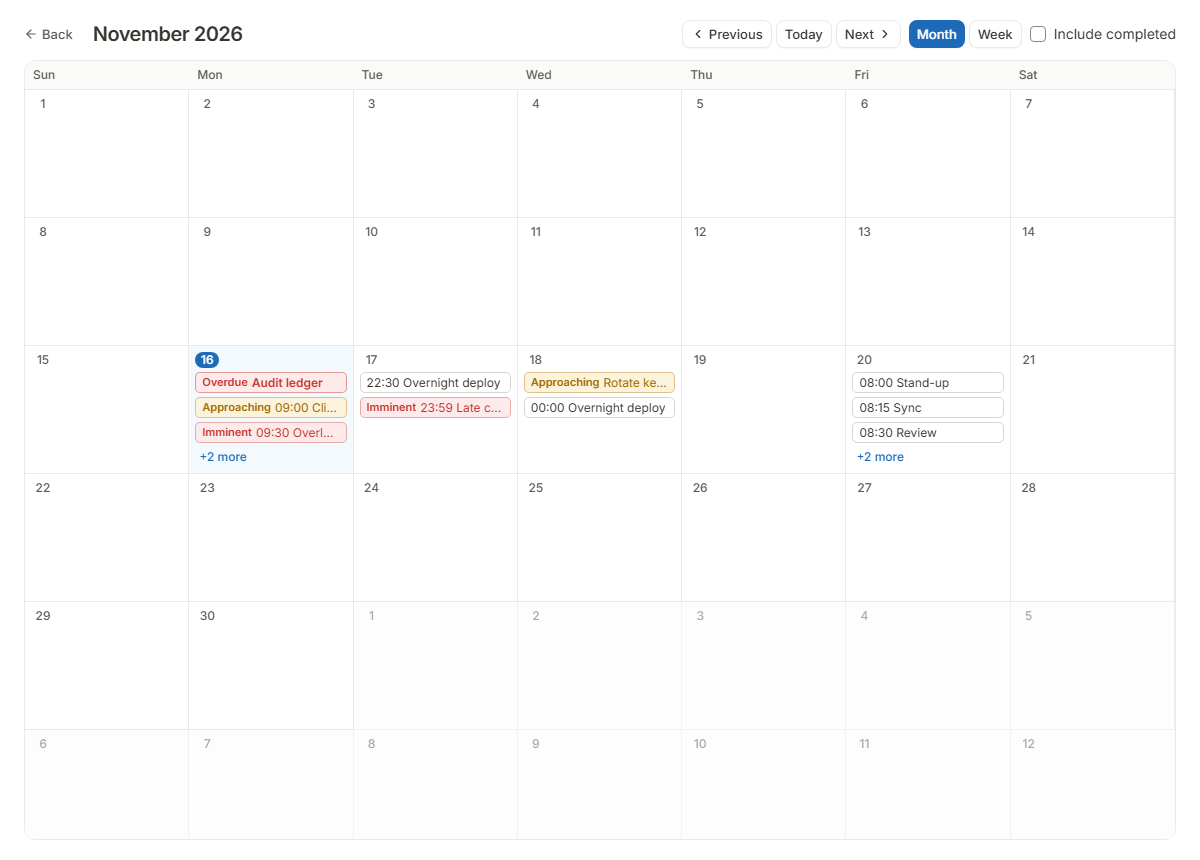 Back November 2026 Previous Today Next Month Week Include completed
Sun Mon Tue Wed Thu Fri Sat
1 2 3 4 5 6 7
8 9 10 11 12 13 14
15 16 17 18 19 20 21
Overdue Audit ledger 22:30 Overnight deploy Approaching Rotate ke... 08:00 Stand-up
Approaching 09:00 Cli... Imminent 23:59 Late c... 00:00 Overnight deploy 08:15 Sync
Imminent 09:30 Overl... 08:30 Review
+2 more +2 more
22 23 24 25 26 27 28
29 30 1 2 3 4 5
6 7 8 9 10 11 12